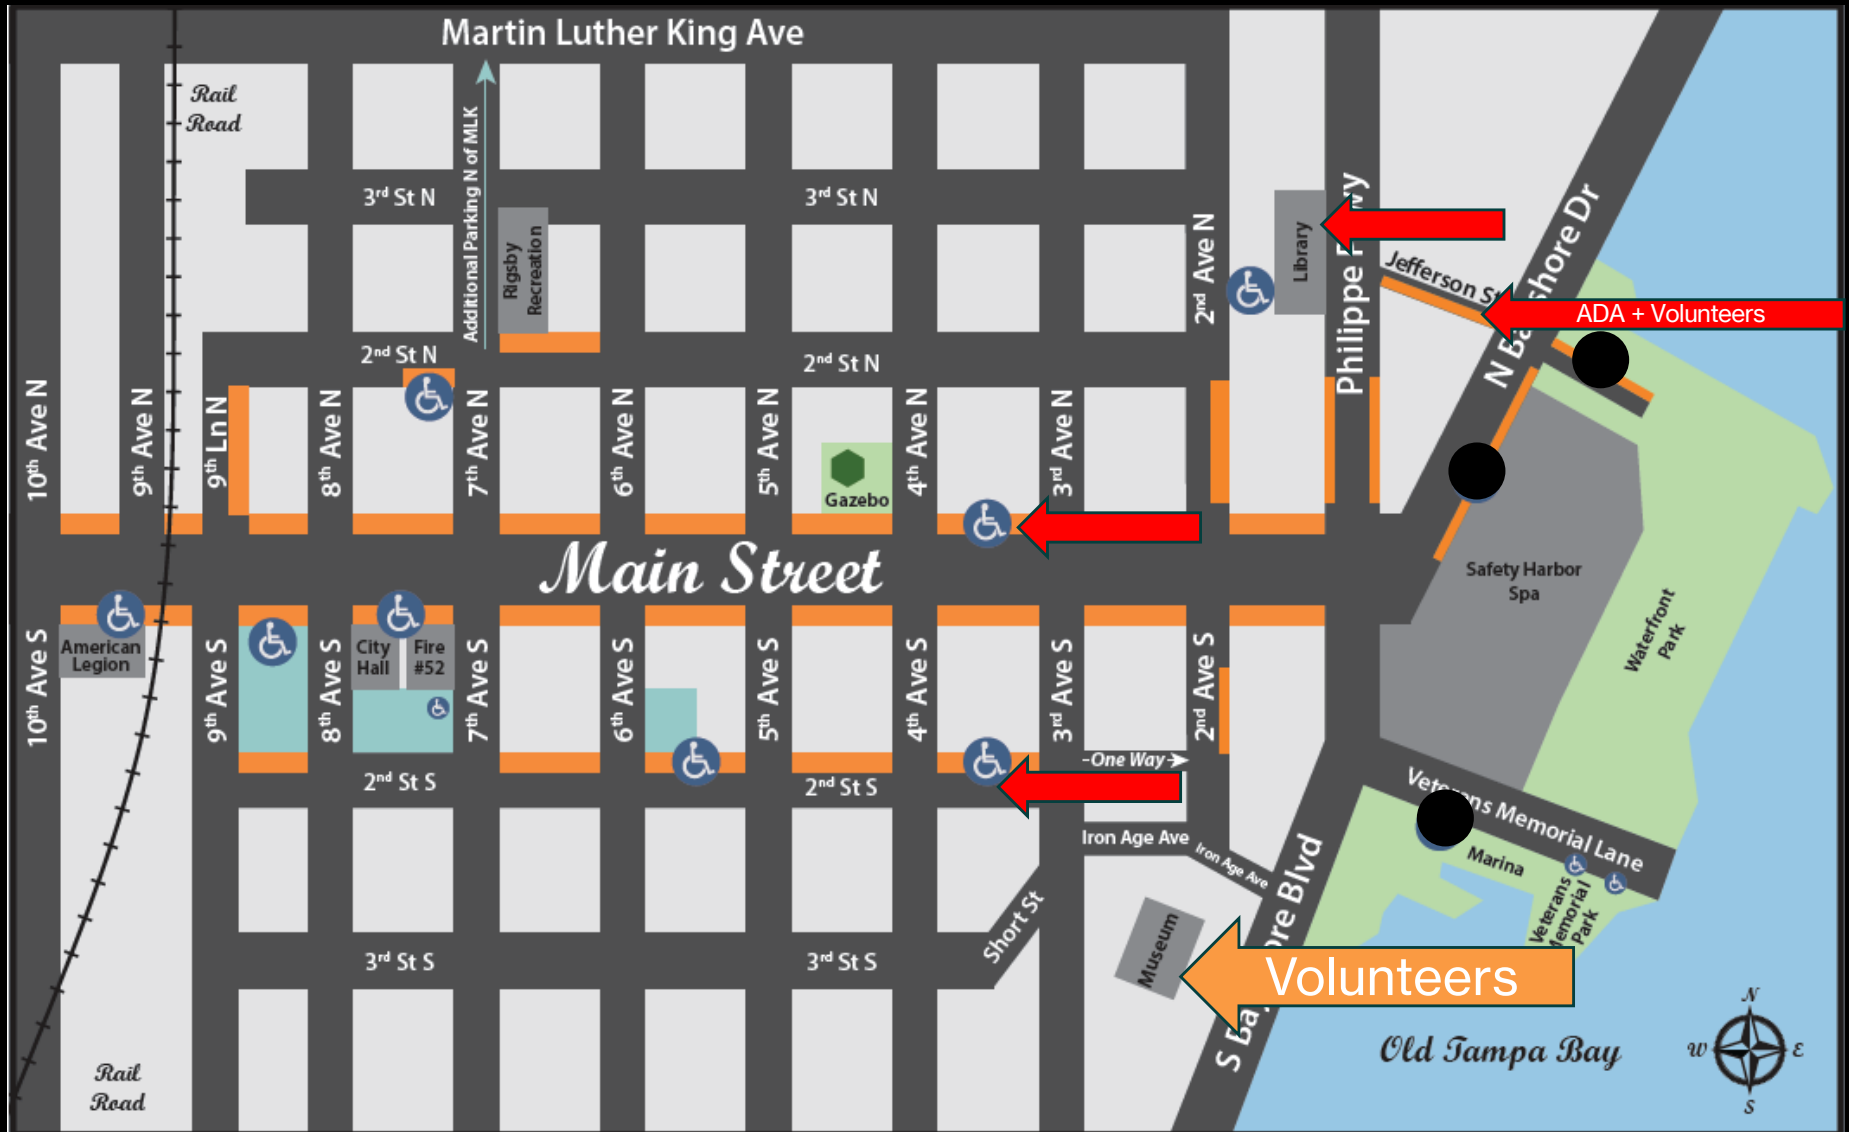 Martin Luther King Ave
Rail
Road
Additional Parking N of MLK
3rd St N
3rd St N
Rigsby
Recreation
2nd Ave N
Library
Philippe
N Bayshore Dr
Jefferson St
ADA + Volunteers
2nd St N
2nd St N
10th Ave N
9th Ave N
9th Ln N
8th Ave N
7th Ave N
6th Ave N
5th Ave N
Gazebo
4th Ave N
3rd Ave N
Main Street
Safety Harbor
Spa
Waterfront
Park
American
Legion
City
Hall
Fire
#52
10th Ave S
9th Ave S
8th Ave S
7th Ave S
6th Ave S
5th Ave S
4th Ave S
3rd Ave S
2nd Ave S
-One Way→
2nd St S
2nd St S
Veterans Memorial Lane
Iron Age Ave
Iron Age Ave
Marina
Veterans
Memorial
Park
Short St
Museum
S Bayshore Blvd
Volunteers
3rd St S
3rd St S
Old Tampa Bay
N
W
E
S
Rail
Road